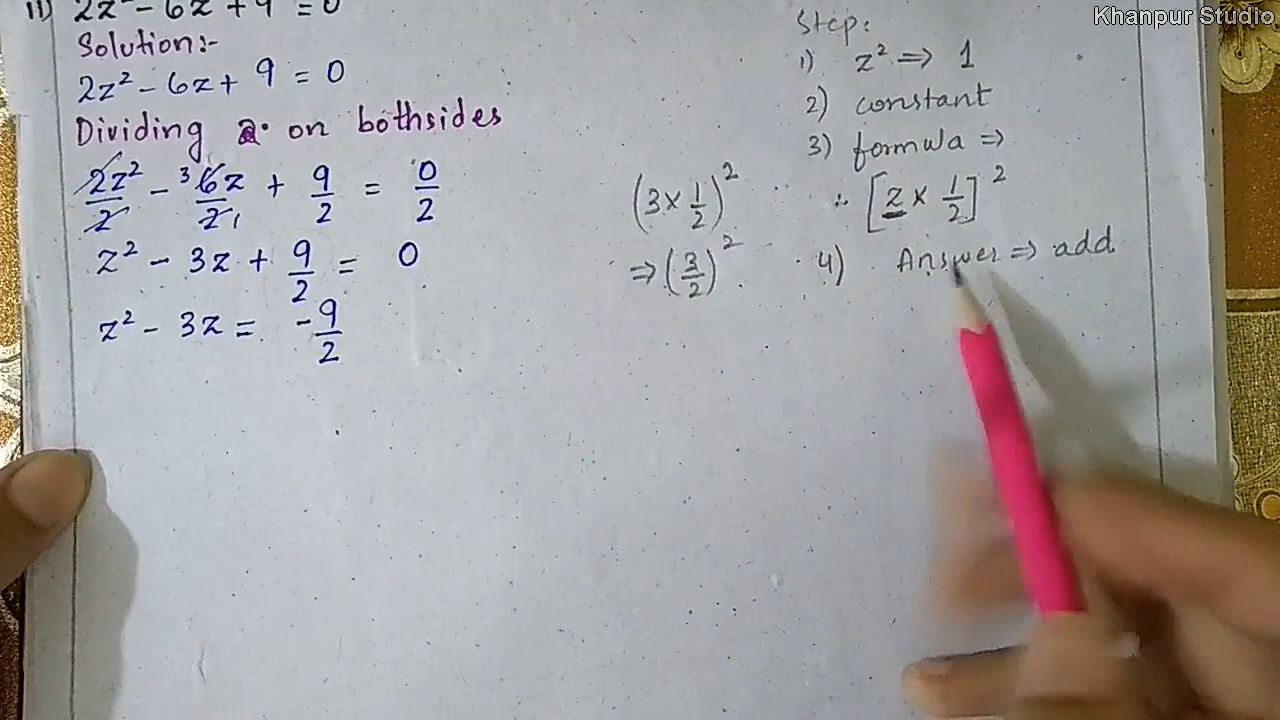 Khanpur Studio
11) 2z² - 6z + 9 = 0
Solution:-
2z² - 6z + 9 = 0
Dividing 2 on bothsides
2z²/2 - ³6z/2₁ + 9/2 = 0/2
z² - 3z + 9/2 = 0
z² - 3z = -9/2
(3 × 1/2)²
⇒ (3/2)²
Step:
1) z² ⇒ 1
2) constant
3) formula ⇒
∴ [z × 1/2]²
4) Answer ⇒ add